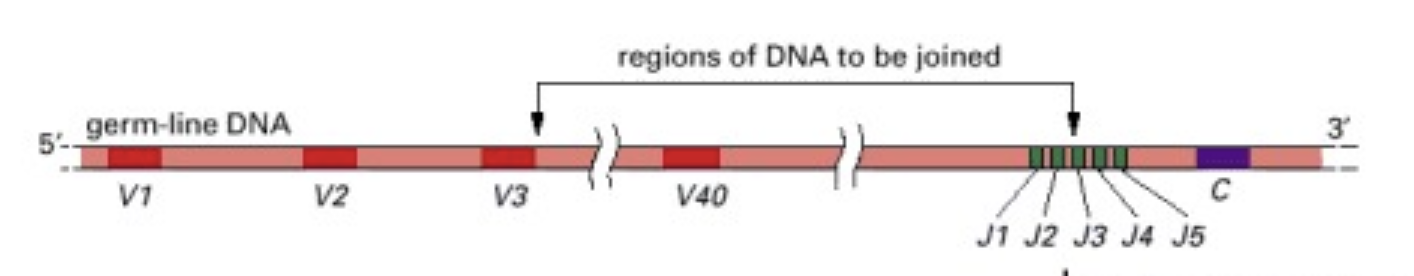 regions of DNA to be joined
germ-line DNA
5′ 3′
V1 V2 V3 V40 C
J1 J2 J3 J4 J5